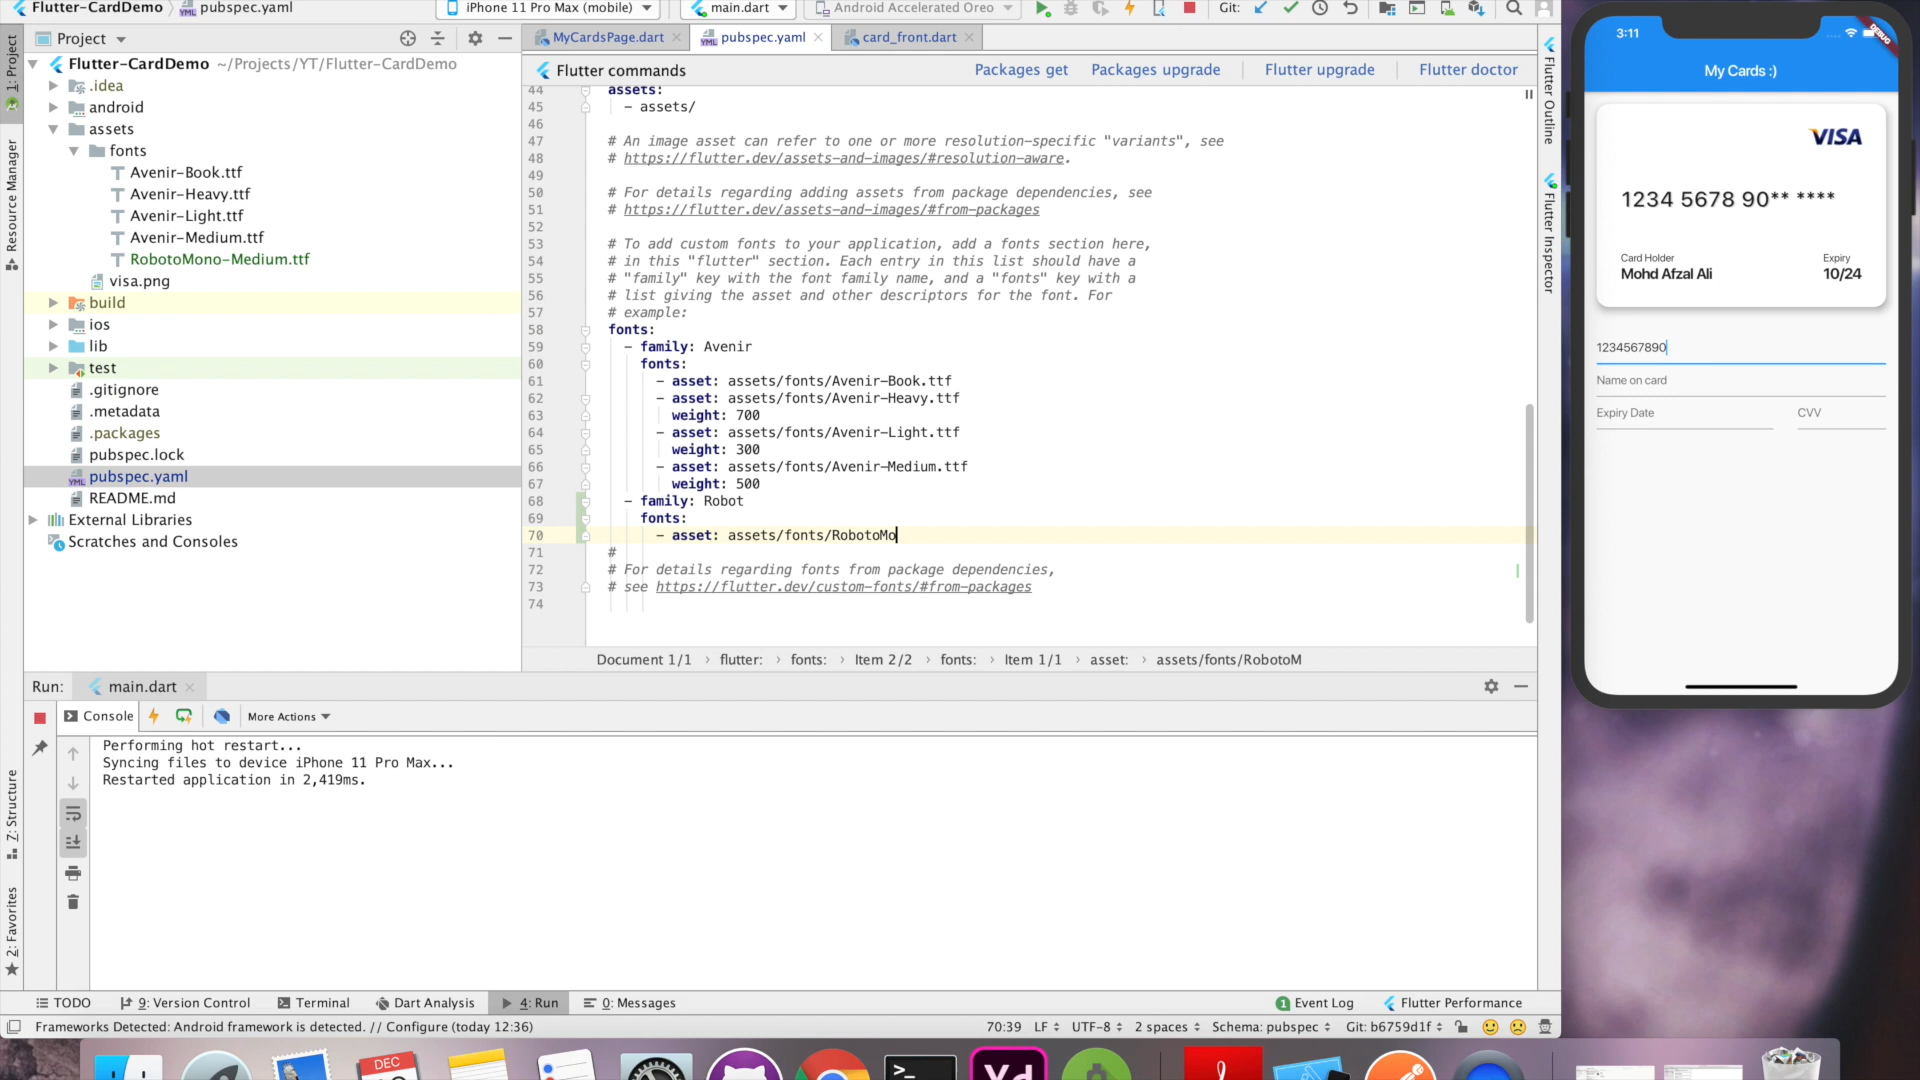 Flutter-CardDemo
pubspec.yaml
iPhone 11 Pro Max (mobile)
main.dart
Android Accelerated Oreo
Git:
1: Project
Resource Manager
Z: Structure
2: Favorites
Project
Flutter-CardDemo ~/Projects/YT/Flutter-CardDemo
.idea
android
assets
fonts
Avenir-Book.ttf
Avenir-Heavy.ttf
Avenir-Light.ttf
Avenir-Medium.ttf
RobotoMono-Medium.ttf
visa.png
build
ios
lib
test
.gitignore
.metadata
.packages
pubspec.lock
pubspec.yaml
README.md
External Libraries
Scratches and Consoles
MyCardsPage.dart
pubspec.yaml
card_front.dart
Flutter commands
Packages get
Packages upgrade
Flutter upgrade
Flutter doctor
44 assets:
45 - assets/
46
47 # An image asset can refer to one or more resolution-specific "variants", see
48 # https://flutter.dev/assets-and-images/#resolution-aware.
49
50 # For details regarding adding assets from package dependencies, see
51 # https://flutter.dev/assets-and-images/#from-packages
52
53 # To add custom fonts to your application, add a fonts section here,
54 # in this "flutter" section. Each entry in this list should have a
55 # "family" key with the font family name, and a "fonts" key with a
56 # list giving the asset and other descriptors for the font. For
57 # example:
58 fonts:
59 - family: Avenir
60 fonts:
61 - asset: assets/fonts/Avenir-Book.ttf
62 - asset: assets/fonts/Avenir-Heavy.ttf
63 weight: 700
64 - asset: assets/fonts/Avenir-Light.ttf
65 weight: 300
66 - asset: assets/fonts/Avenir-Medium.ttf
67 weight: 500
68 - family: Robot
69 fonts:
70 - asset: assets/fonts/RobotoMo
71 #
72 # For details regarding fonts from package dependencies,
73 # see https://flutter.dev/custom-fonts/#from-packages
74
Document 1/1 › flutter: › fonts: › Item 2/2 › fonts: › Item 1/1 › asset: › assets/fonts/RobotoM
Flutter Outline
Flutter Inspector
3:11
DEBUG
My Cards :)
VISA
1234 5678 90** ****
Card Holder
Mohd Afzal Ali
Expiry
10/24
1234567890
Name on card
Expiry Date
CVV
Run:
main.dart
Console
More Actions
Performing hot restart...
Syncing files to device iPhone 11 Pro Max...
Restarted application in 2,419ms.
TODO
9: Version Control
Terminal
Dart Analysis
4: Run
0: Messages
1 Event Log
Flutter Performance
Frameworks Detected: Android framework is detected. // Configure (today 12:36)
70:39
LF
UTF-8
2 spaces
Schema: pubspec
Git: b6759d1f
DEC
>_
Xd